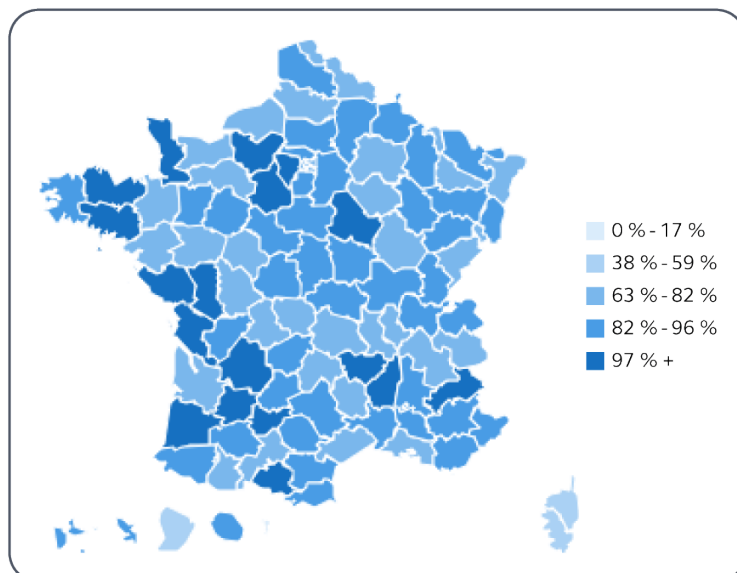 0 % - 17 %
38 % - 59 %
63 % - 82 %
82 % - 96 %
97 % +